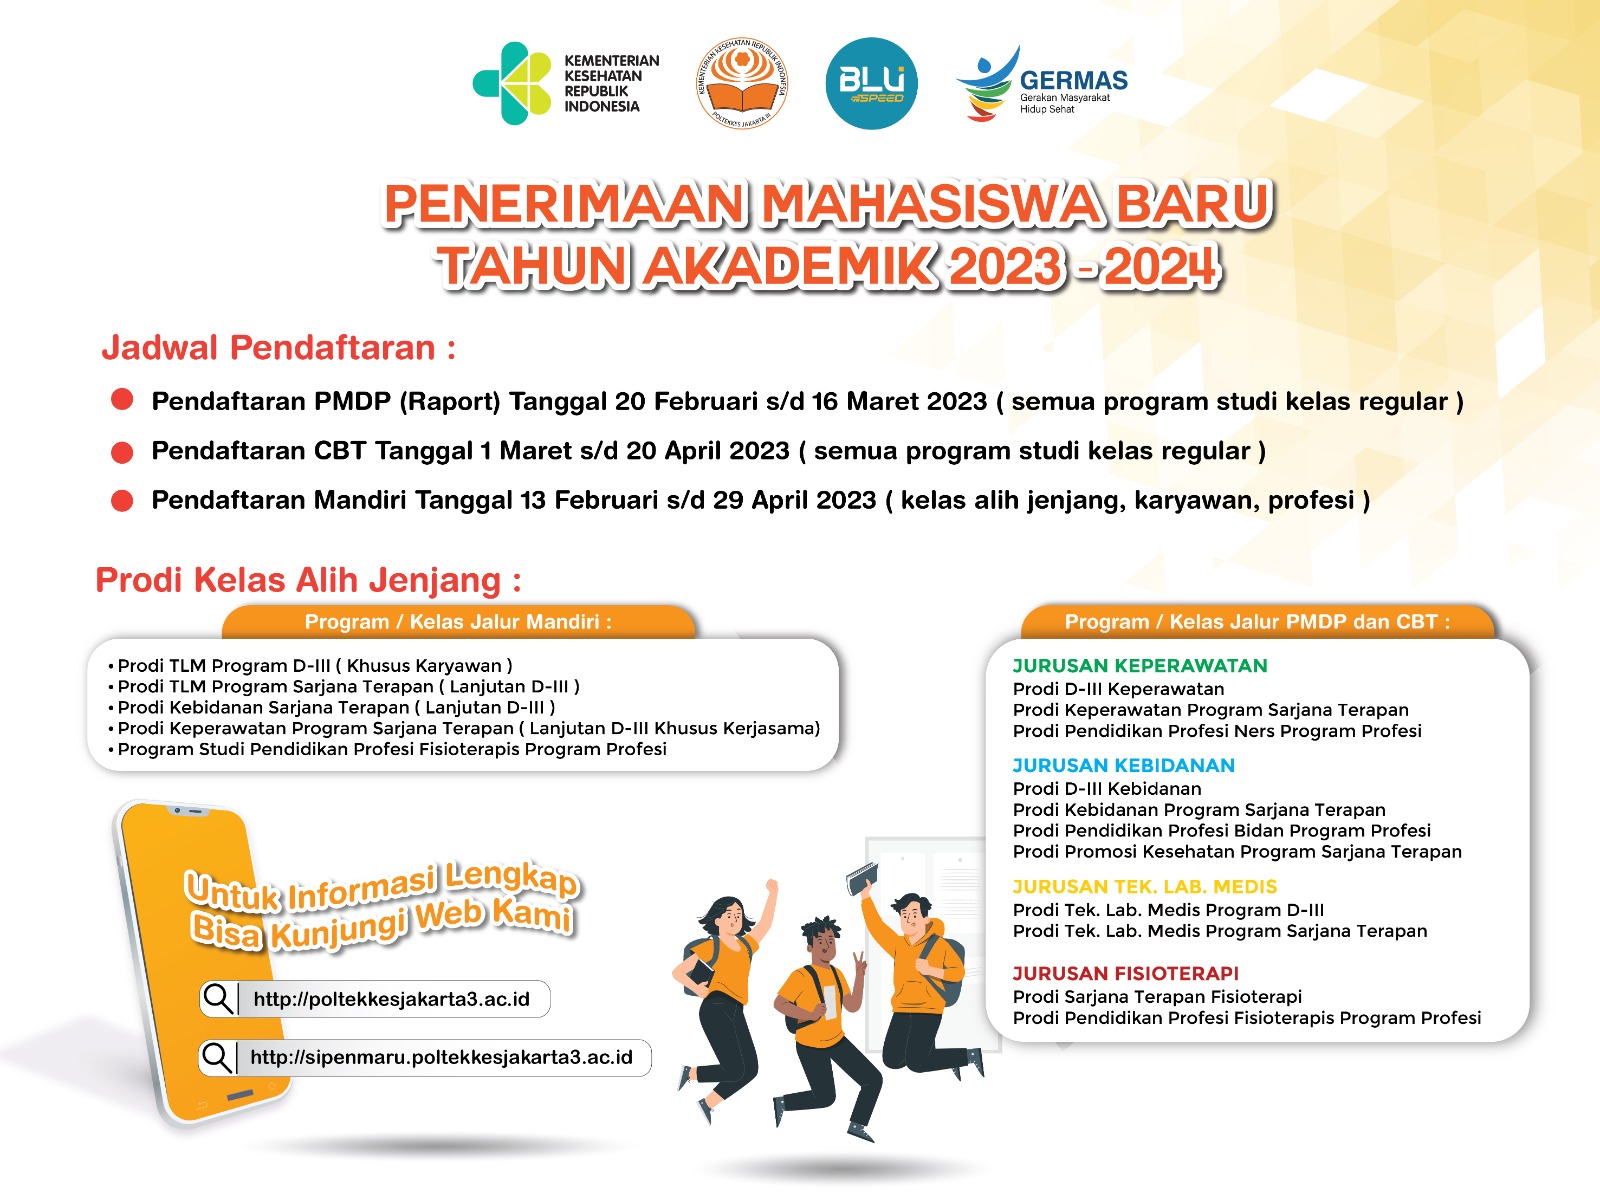 KEMENTERIAN
KESEHATAN
REPUBLIK
INDONESIA
KEMENTERIAN KESEHATAN REPUBLIK INDONESIA
POLTEKKES JAKARTA III
BLU
SPEED
GERMAS
Gerakan Masyarakat
Hidup Sehat
PENERIMAAN MAHASISWA BARU
TAHUN AKADEMIK 2023 - 2024
Jadwal Pendaftaran :
Pendaftaran PMDP (Raport) Tanggal 20 Februari s/d 16 Maret 2023 ( semua program studi kelas regular )
Pendaftaran CBT Tanggal 1 Maret s/d 20 April 2023 ( semua program studi kelas regular )
Pendaftaran Mandiri Tanggal 13 Februari s/d 29 April 2023 ( kelas alih jenjang, karyawan, profesi )
Prodi Kelas Alih Jenjang :
Program / Kelas Jalur Mandiri :
• Prodi TLM Program D-III ( Khusus Karyawan )
• Prodi TLM Program Sarjana Terapan ( Lanjutan D-III )
• Prodi Kebidanan Sarjana Terapan ( Lanjutan D-III )
• Prodi Keperawatan Program Sarjana Terapan ( Lanjutan D-III Khusus Kerjasama)
• Program Studi Pendidikan Profesi Fisioterapis Program Profesi
Program / Kelas Jalur PMDP dan CBT :
JURUSAN KEPERAWATAN
Prodi D-III Keperawatan
Prodi Keperawatan Program Sarjana Terapan
Prodi Pendidikan Profesi Ners Program Profesi
JURUSAN KEBIDANAN
Prodi D-III Kebidanan
Prodi Kebidanan Program Sarjana Terapan
Prodi Pendidikan Profesi Bidan Program Profesi
Prodi Promosi Kesehatan Program Sarjana Terapan
JURUSAN TEK. LAB. MEDIS
Prodi Tek. Lab. Medis Program D-III
Prodi Tek. Lab. Medis Program Sarjana Terapan
JURUSAN FISIOTERAPI
Prodi Sarjana Terapan Fisioterapi
Prodi Pendidikan Profesi Fisioterapis Program Profesi
Untuk Informasi Lengkap
Bisa Kunjungi Web Kami
http://poltekkesjakarta3.ac.id
http://sipenmaru.poltekkesjakarta3.ac.id